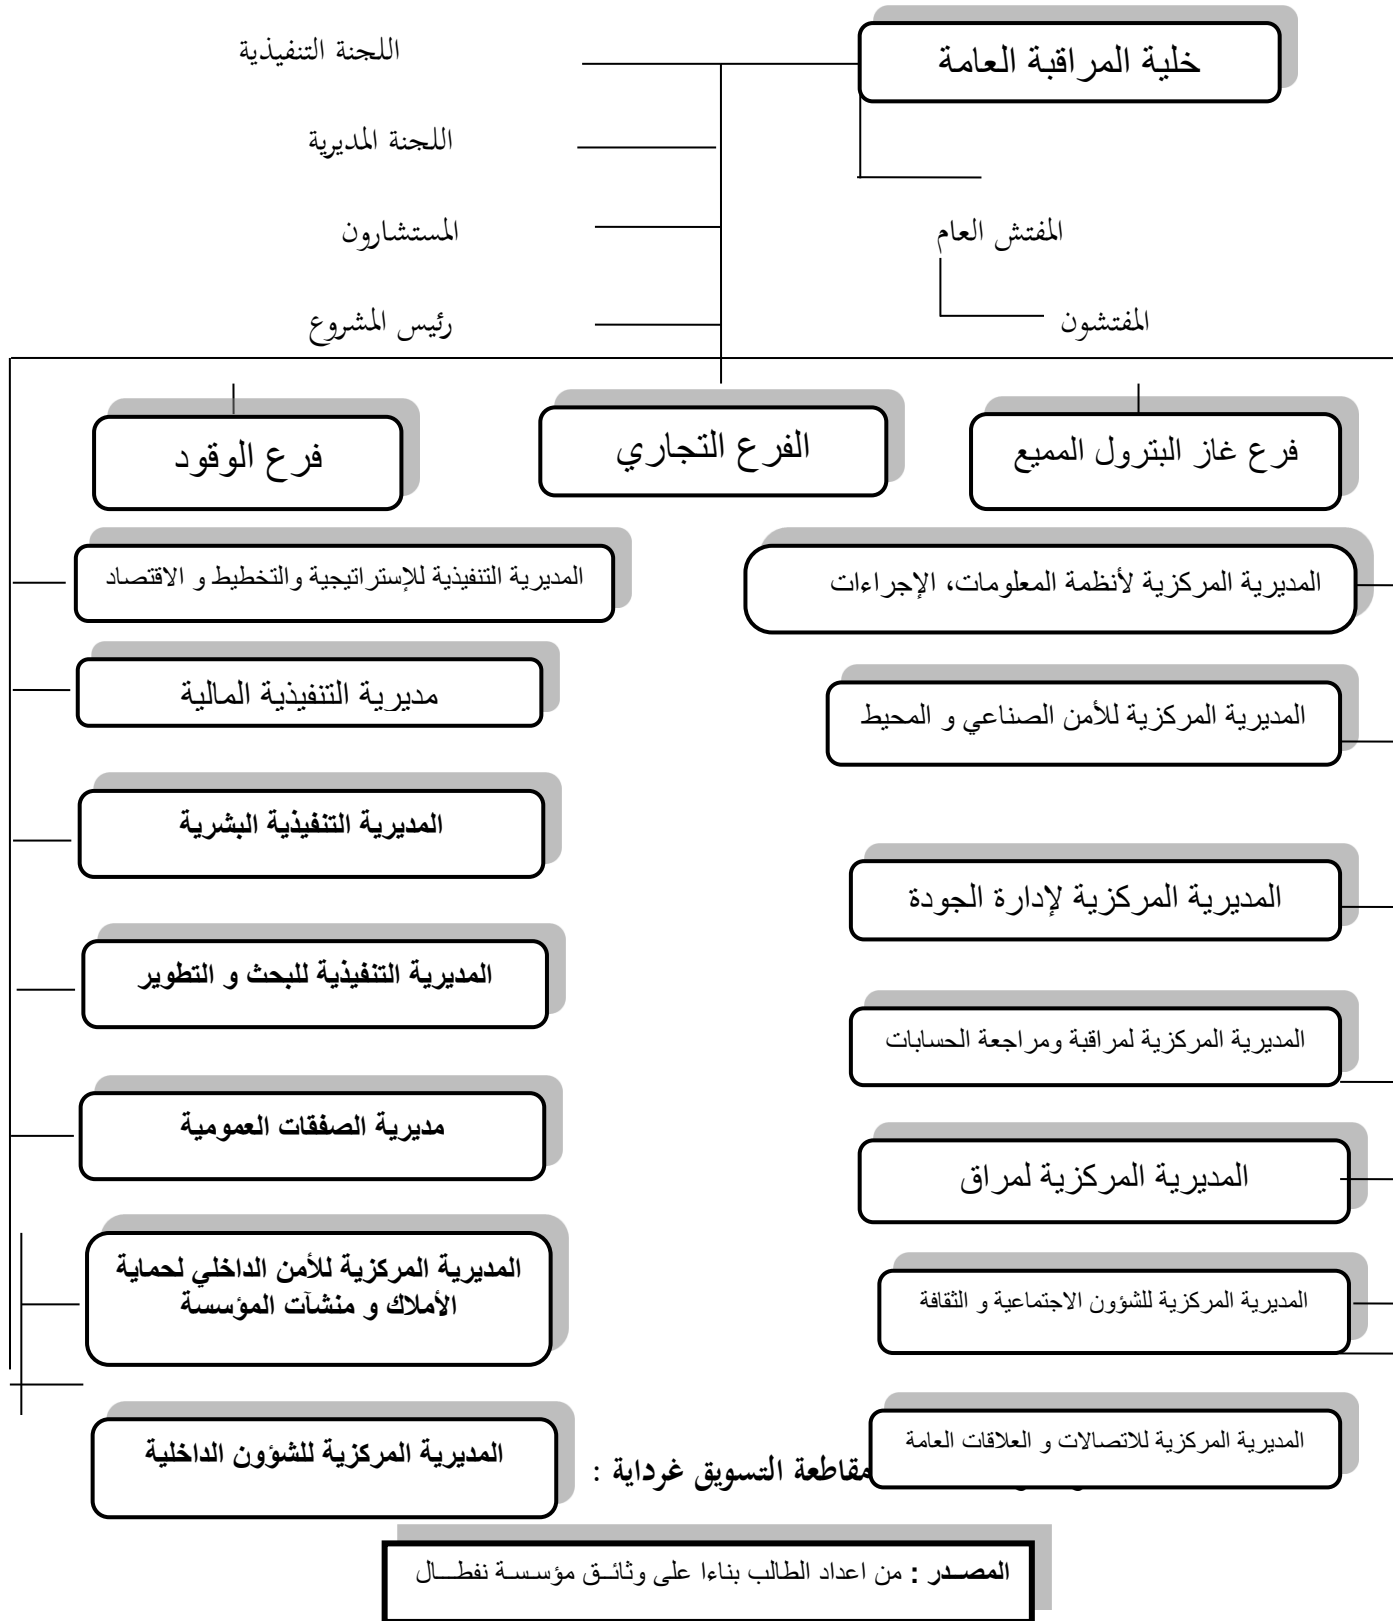 خلية المراقبة العامة
اللجنة التنفيذية
اللجنة المديرية
المفتش العام
المستشارون
المفتشون
رئيس المشروع
فرع غاز البترول المميع
الفرع التجاري
فرع الوقود
المديرية المركزية لأنظمة المعلومات، الإجراءات
المديرية التنفيذية للإستراتيجية والتخطيط و الاقتصاد
المديرية المركزية للأمن الصناعي و المحيط
مديرية التنفيذية المالية
المديرية التنفيذية البشرية
المديرية المركزية لإدارة الجودة
المديرية التنفيذية للبحث و التطوير
المديرية المركزية لمراقبة ومراجعة الحسابات
مديرية الصفقات العمومية
المديرية المركزية لمراق
المديرية المركزية للأمن الداخلي لحماية
الأملاك و منشآت المؤسسة
المديرية المركزية للشؤون الاجتماعية و الثقافة
المديرية المركزية للاتصالات و العلاقات العامة
المديرية المركزية للشؤون الداخلية
مقاطعة التسويق غرداية :
المصــدر : من اعداد الطالب بناءا على وثائــق مؤسـسـة نفطـــال